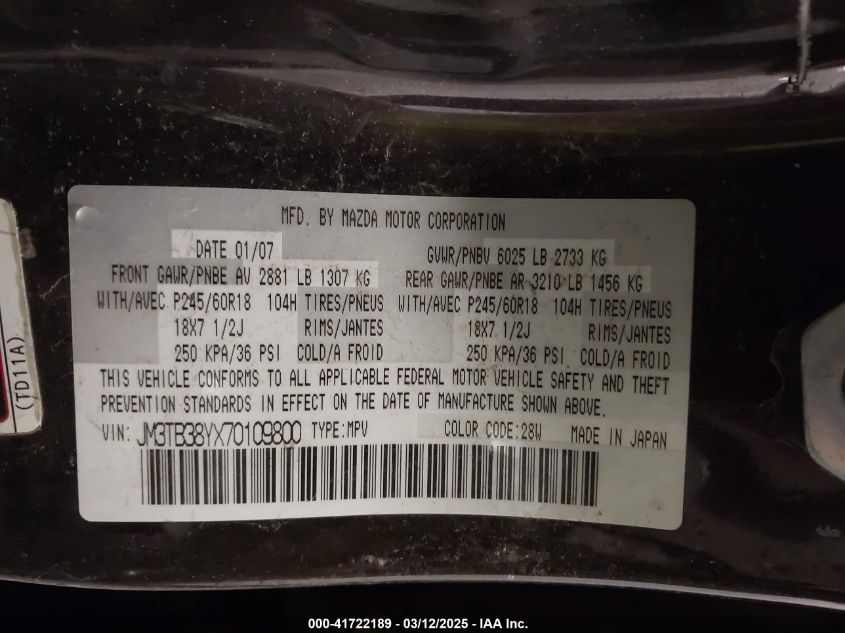 MFD. BY MAZDA MOTOR CORPORATION
DATE 01/07 GVWR/PNBV 6025 LB 2733 KG
FRONT GAWR/PNBE AV 2881 LB 1307 KG REAR GAWR/PNBE AR 3210 LB 1456 KG
WITH/AVEC P245/60R18 104H TIRES/PNEUS WITH/AVEC P245/60R18 104H TIRES/PNEUS
18X7 1/2J RIMS/JANTES 18X7 1/2J RIMS/JANTES
250 KPA/36 PSI COLD/A FROID 250 KPA/36 PSI COLD/A FROID
THIS VEHICLE CONFORMS TO ALL APPLICABLE FEDERAL MOTOR VEHICLE SAFETY AND THEFT
PREVENTION STANDARDS IN EFFECT ON THE DATE OF MANUFACTURE SHOWN ABOVE.
VIN: JM3TB38YX70109800 TYPE:MPV COLOR CODE:28W MADE IN JAPAN
(TD11A)
000-41722189 - 03/12/2025 - IAA Inc.